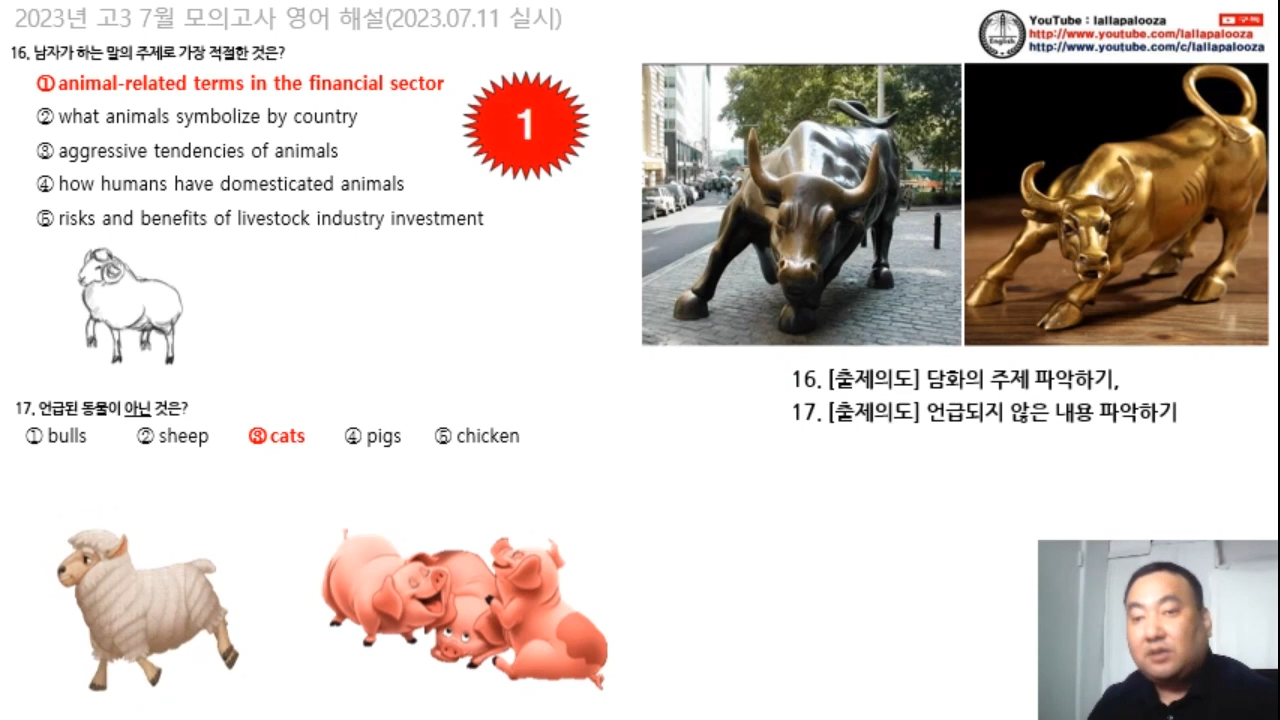 2023년 고3 7월 모의고사 영어 해설(2023.07.11 실시)
YouTube : lallapalooza
구독
http://www.youtube.com/lallapalooza
http://www.youtube.com/c/lallapalooza
English
16. 남자가 하는 말의 주제로 가장 적절한 것은?
① animal-related terms in the financial sector
② what animals symbolize by country
③ aggressive tendencies of animals
④ how humans have domesticated animals
⑤ risks and benefits of livestock industry investment
1
16. [출제의도] 담화의 주제 파악하기,
17. [출제의도] 언급되지 않은 내용 파악하기
17. 언급된 동물이 아닌 것은?
① bulls ② sheep ③ cats ④ pigs ⑤ chicken